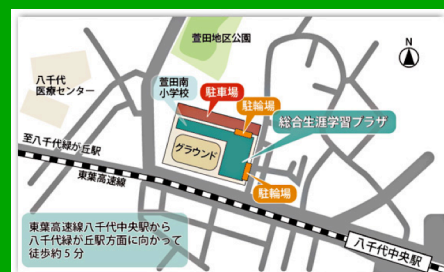 萱田地区公園
N
八千代
医療センター
萱田南
小学校
駐車場
駐輪場
総合生涯学習プラザ
グラウンド
至八千代緑が丘駅
東葉高速線
駐輪場
東葉高速線八千代中央駅から
八千代緑が丘駅方面に向かって
徒歩約5分
八千代中央駅